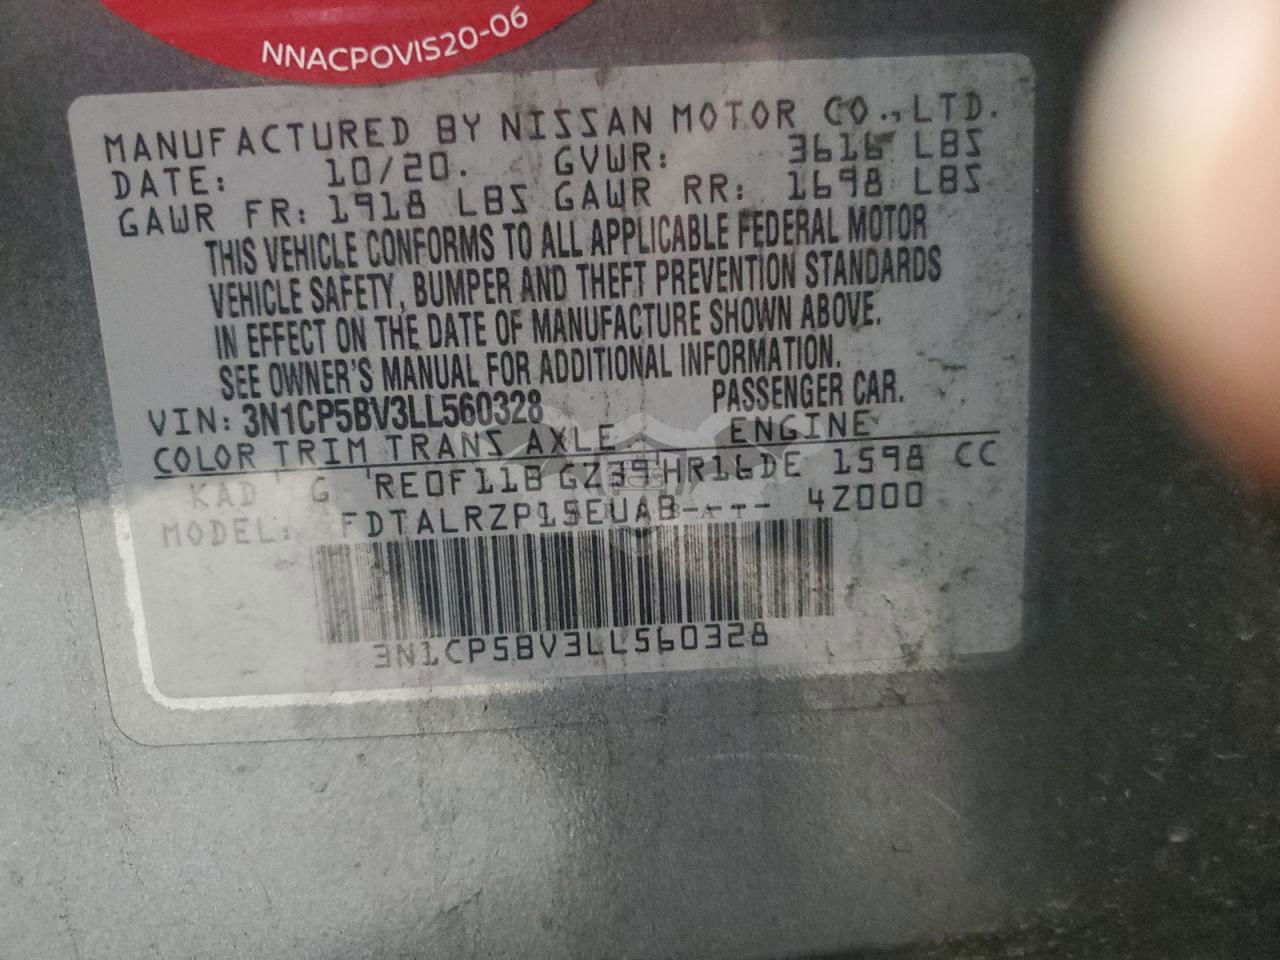 NNACPOVIS20-06
MANUFACTURED BY NISSAN MOTOR CO., LTD.
DATE: 10/20. GVWR: 3616 LBS
GAWR FR: 1918 LBS GAWR RR: 1698 LBS
THIS VEHICLE CONFORMS TO ALL APPLICABLE FEDERAL MOTOR
VEHICLE SAFETY, BUMPER AND THEFT PREVENTION STANDARDS
IN EFFECT ON THE DATE OF MANUFACTURE SHOWN ABOVE.
SEE OWNER'S MANUAL FOR ADDITIONAL INFORMATION.
VIN: 3N1CP5BV3LL560328 PASSENGER CAR.
COLOR TRIM TRANS AXLE ENGINE
KAD G RE0F11B GZ39 HR16DE 1598 CC
MODEL: FDTALRZP19EUAB---- 4Z000
3N1CP5BV3LL560328